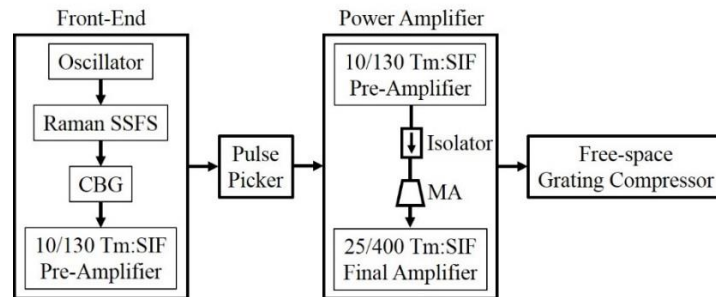 Front-End
Oscillator
Raman SSFS
CBG
10/130 Tm:SIF
Pre-Amplifier
Pulse
Picker
Power Amplifier
10/130 Tm:SIF
Pre-Amplifier
Isolator
MA
25/400 Tm:SIF
Final Amplifier
Free-space
Grating Compressor